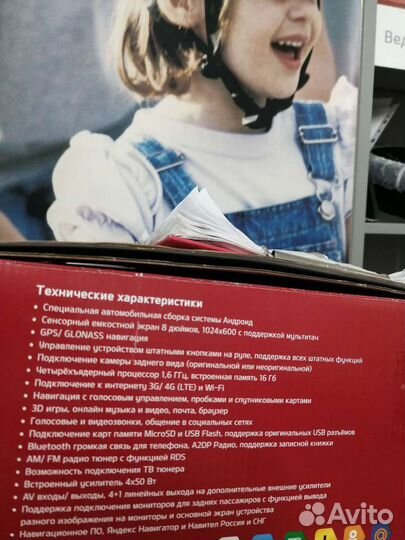 Вед
Технические характеристики
• Специальная автомобильная сборка системы Андроид
• Сенсорный емкостной экран 8 дюймов, 1024x600 с поддержкой мультитач
• GPS/ GLONASS навигация
• Управление устройством штатными кнопками на руле, поддержка всех штатных функций
• Подключение камеры заднего вида (оригинальной или неоригинальной)
• Четырёхъядерный процессор 1,6 ГГц, встроенная память 16 Гб
• Подключение к интернету 3G/ 4G (LTE) и Wi-Fi
• Навигация с голосовым управлением, пробками и спутниковыми картами
• 3D игры, онлайн музыка и видео, почта, браузер
• Голосовые и видеозвонки, общение в социальных сетях
• Подключение карт памяти MicroSD и USB Flash, поддержка оригинальных USB разъёмов
• Bluetooth громкая связь для телефона, A2DP Радио, поддержка записной книжки
• AM/ FM радио тюнер с функцией RDS
• Возможность подключения ТВ тюнера
• Встроенный усилитель 4x50 Вт
• AV входы/ выходы, 4+1 линейных выхода на дополнительные внешние усилители
• Поддержка подключения мониторов для задних пассажиров с функцией вывода
разного изображения на мониторы и основной экран устройства
• Навигационное ПО, Яндекс Навигатор и Навител Россия и СНГ
Avito